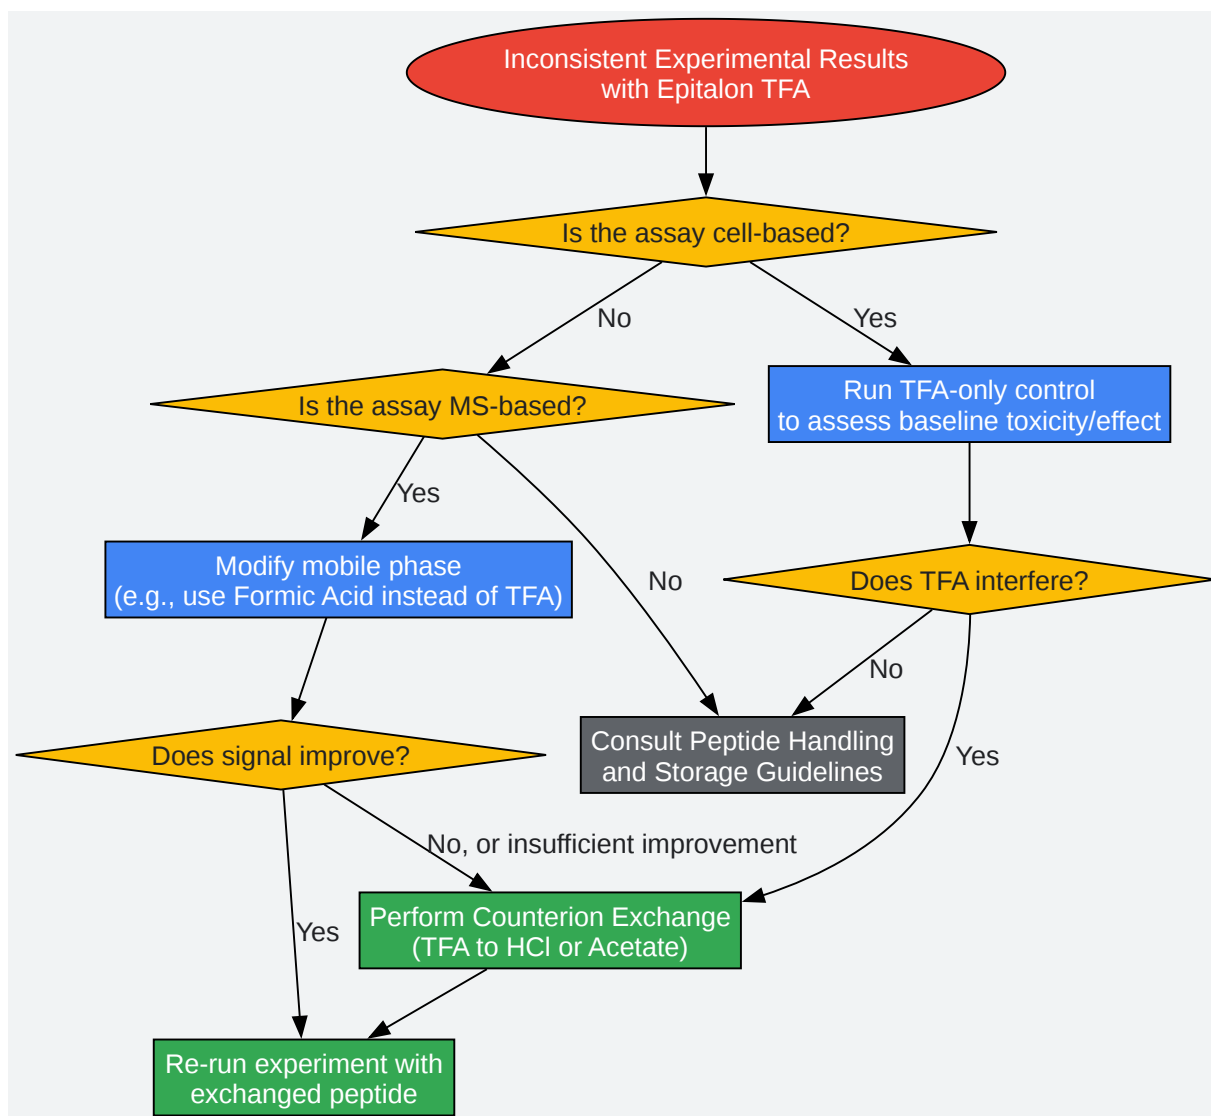 Inconsistent Experimental Results
with Epitalon TFA
Is the assay cell-based?
No
Yes
Is the assay MS-based?
Run TFA-only control
to assess baseline toxicity/effect
Yes
No
Modify mobile phase
(e.g., use Formic Acid instead of TFA)
Does TFA interfere?
No
Yes
Does signal improve?
Consult Peptide Handling
and Storage Guidelines
No, or insufficient improvement
Yes
Perform Counterion Exchange
(TFA to HCl or Acetate)
Re-run experiment with
exchanged peptide